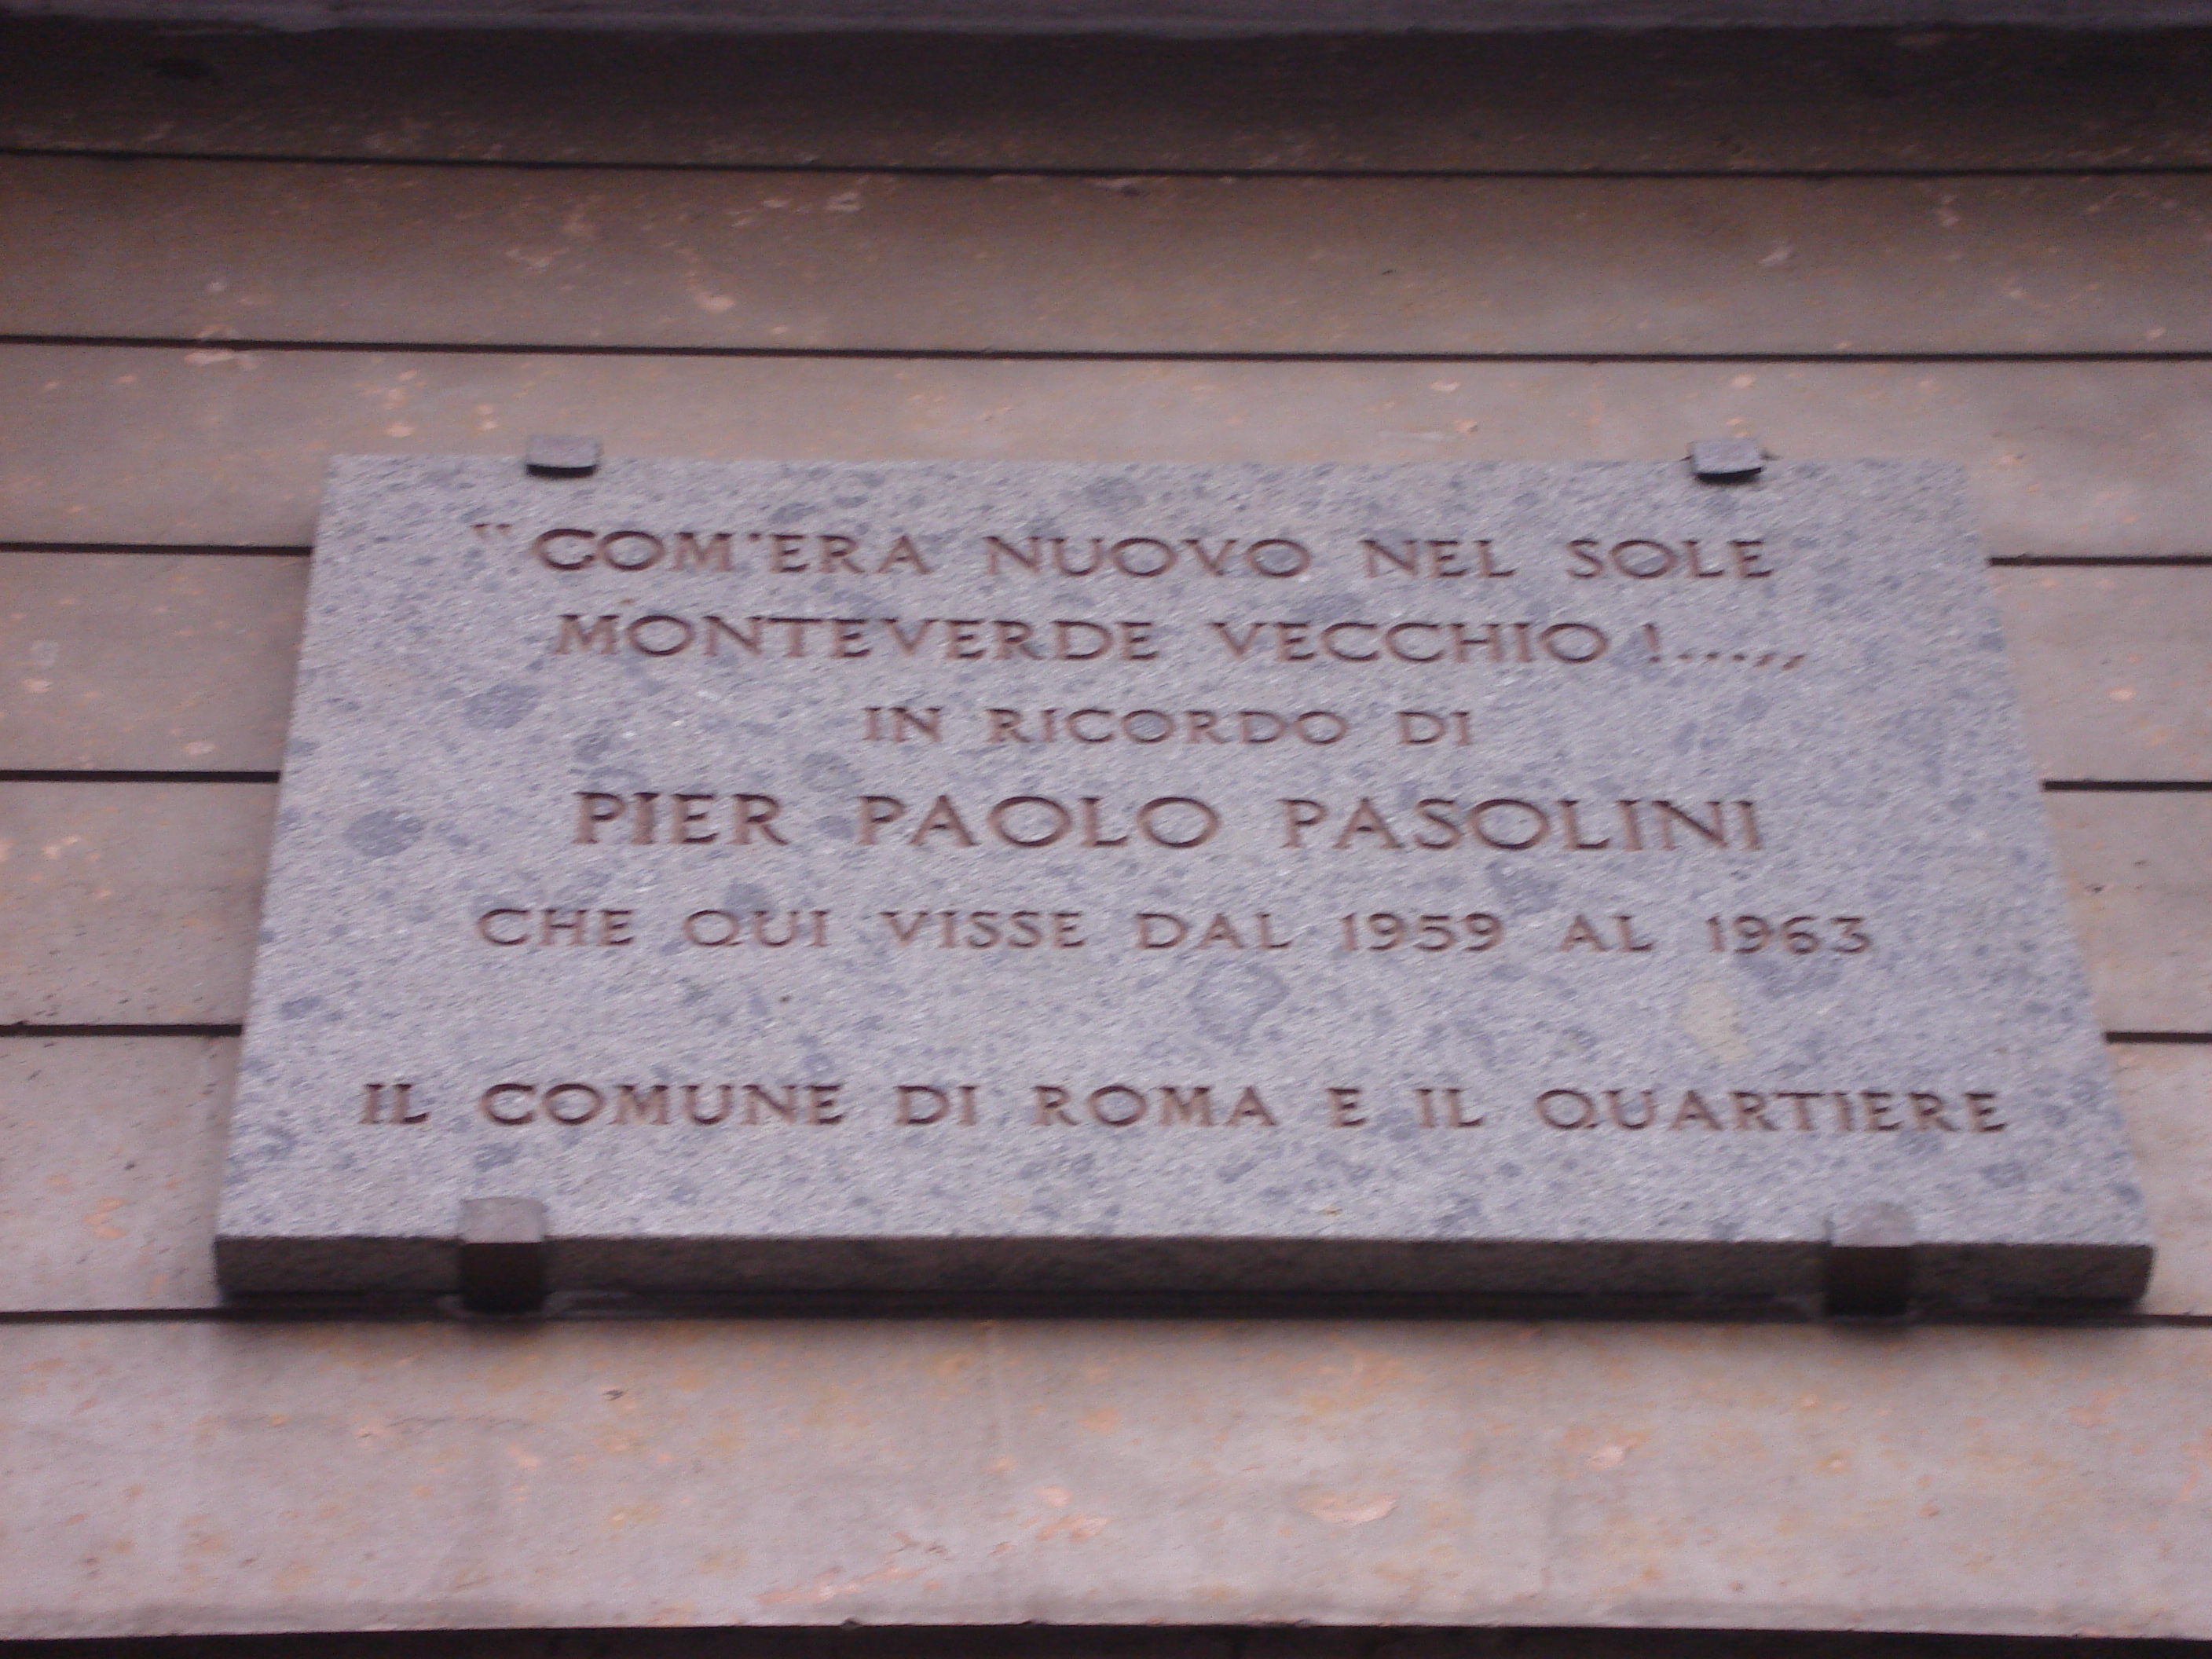 “COM'ERA NUOVO NEL SOLE
MONTEVERDE VECCHIO !....,,
IN RICORDO DI
PIER PAOLO PASOLINI
CHE QUI VISSE DAL 1959 AL 1963
IL COMUNE DI ROMA E IL QUARTIERE